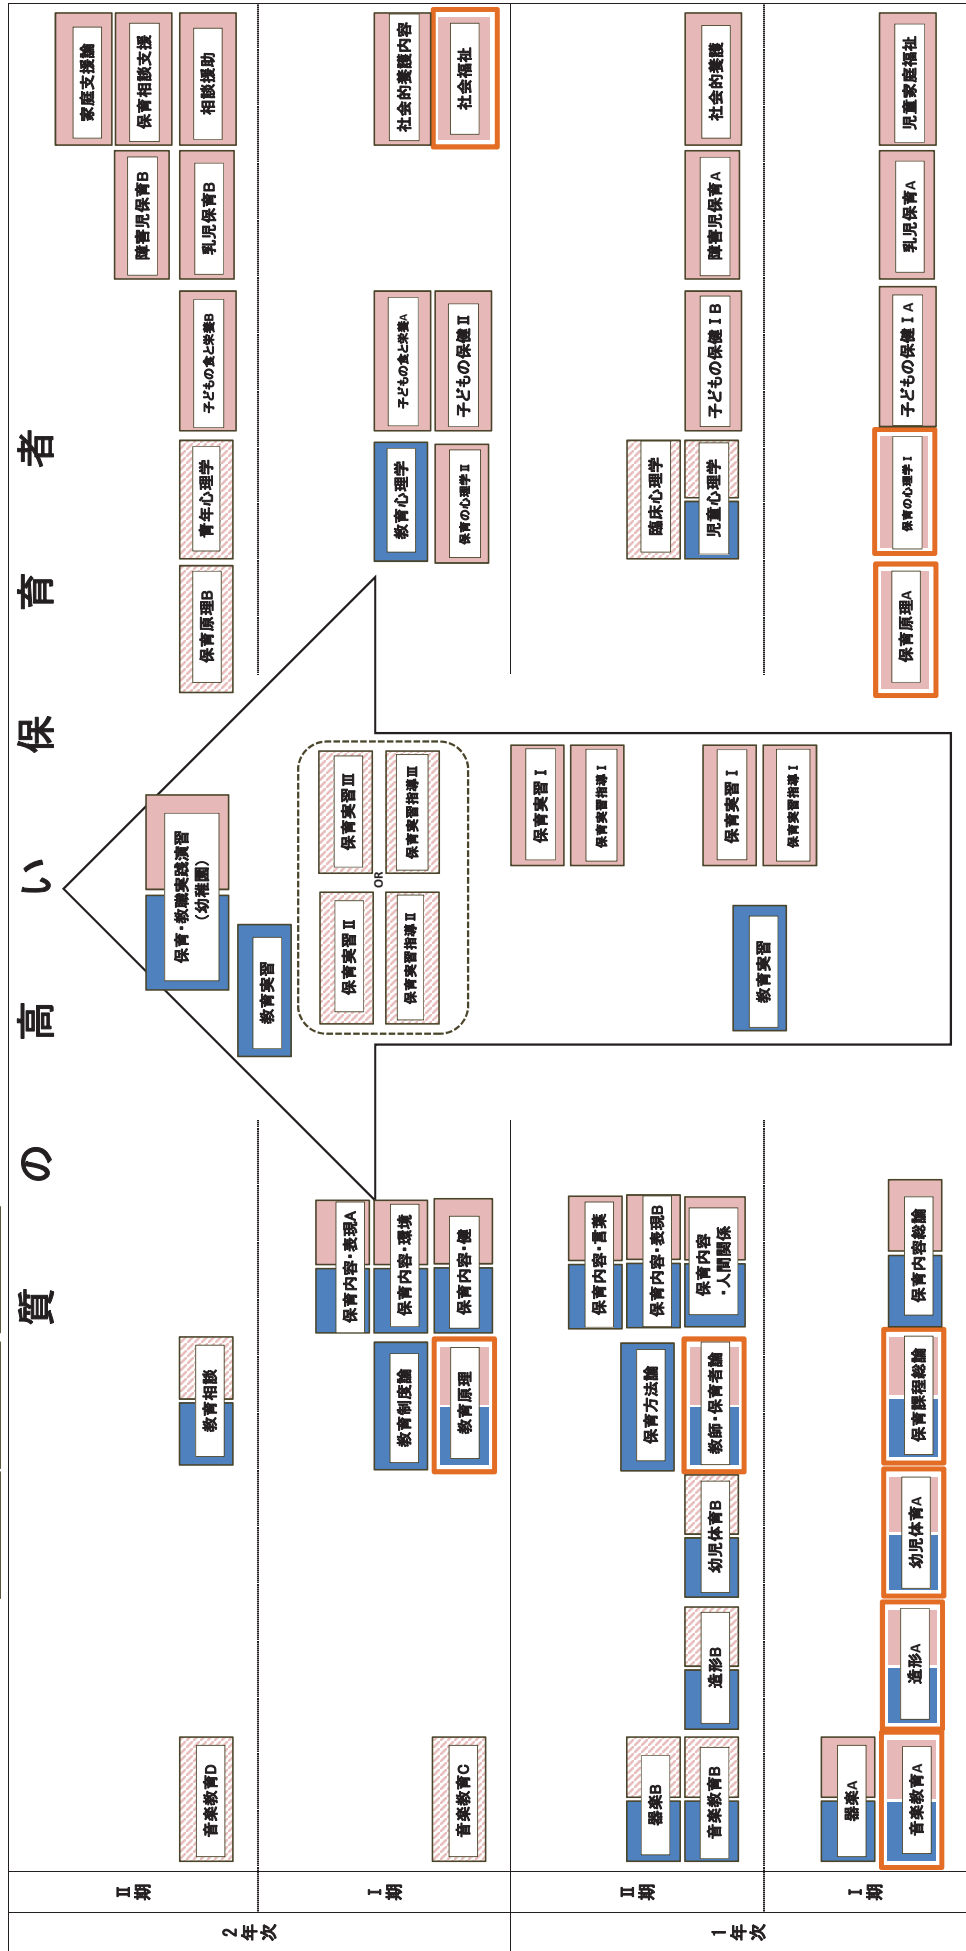 質の高い保育者
2年次
Ⅱ期
音楽教育D
教育相談
保育・教職実践演習
(幼稚園)
教育実習
保育原理B
青年心理学
子どもの食と栄養B
障害児保育B
乳児保育B
家庭支援論
保育相談支援
相談援助
Ⅰ期
音楽教育C
教育制度論
教育原理
保育内容・表現A
保育内容・環境
保育内容・健
保育実習Ⅱ
保育実習指導Ⅱ
OR
保育実習Ⅲ
保育実習指導Ⅲ
教育心理学
保育の心理学Ⅱ
子どもの食と栄養A
子どもの保健Ⅱ
社会的養護内容
社会福祉
1年次
Ⅱ期
器楽B
音楽教育B
造形B
幼児体育B
保育方法論
教師・保育者論
保育内容・言葉
保育内容・表現B
保育内容
・人間関係
教育実習
保育実習Ⅰ
保育実習指導Ⅰ
保育実習Ⅰ
保育実習指導Ⅰ
臨床心理学
児童心理学
子どもの保健ⅠB
障害児保育A
社会的養護
Ⅰ期
器楽A
音楽教育A
造形A
幼児体育A
保育課程総論
保育内容総論
保育原理A
保育の心理学Ⅰ
子どもの保健ⅠA
乳児保育A
児童家庭福祉